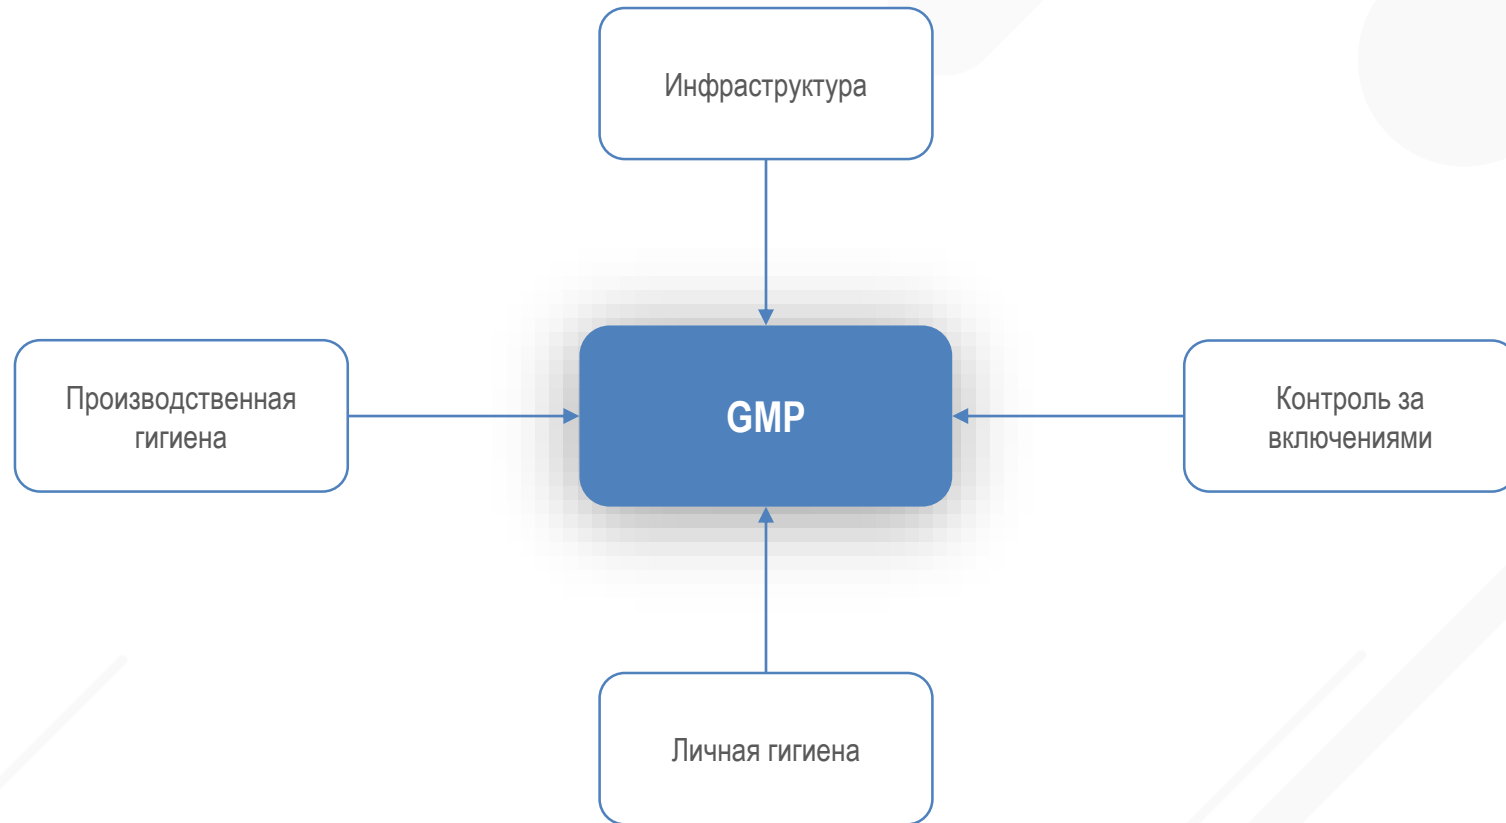 Инфраструктура
Производственная
гигиена
GMP
Контроль за
включениями
Личная гигиена